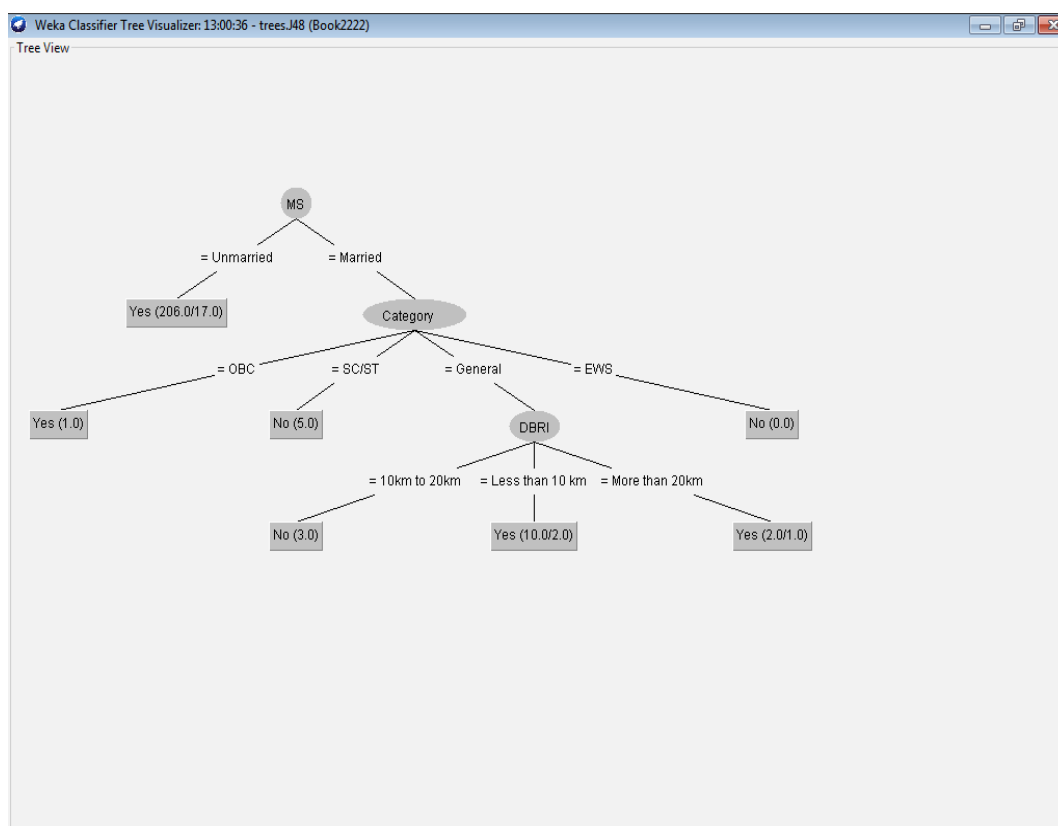 Weka Classifier Tree Visualizer: 13:00:36 - trees.J48 (Book2222)
Tree View
MS
= Unmarried = Married
Yes (206.0/17.0)
Category
= OBC = SC/ST = General = EWS
Yes (1.0) No (5.0) DBRI No (0.0)
= 10km to 20km = Less than 10 km = More than 20km
No (3.0) Yes (10.0/2.0) Yes (2.0/1.0)